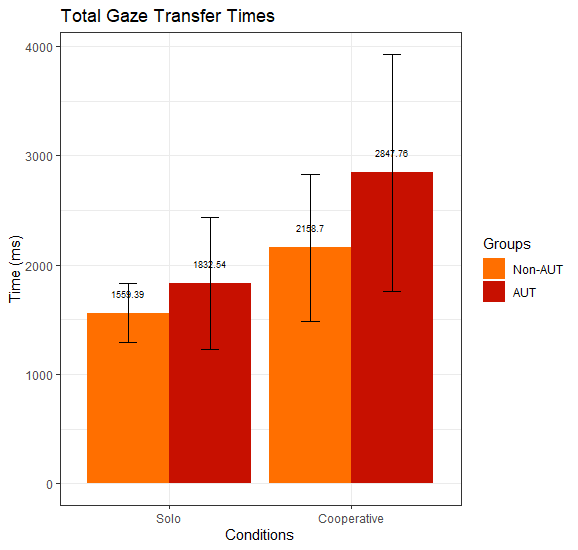 Total Gaze Transfer Times
4000
3000
2000
1000
0
Time (ms)
1559.39
1832.54
2158.7
2847.76
Solo
Cooperative
Conditions
Groups
Non-AUT
AUT